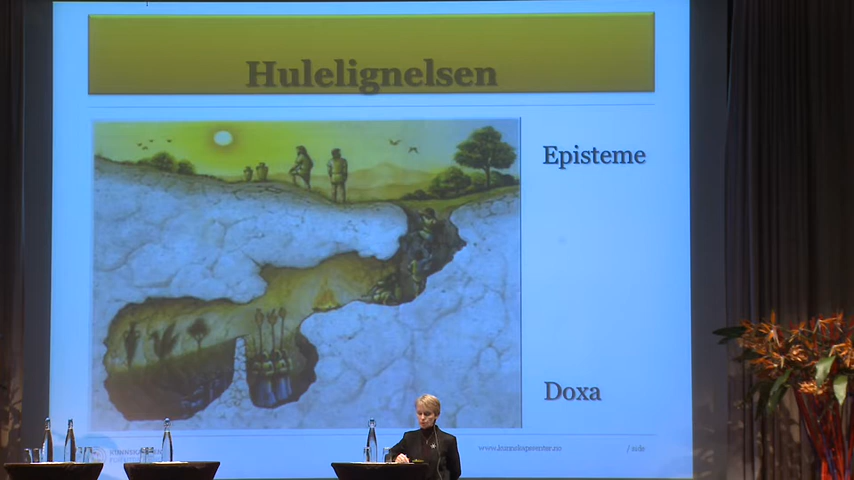 Hulelignelsen
Episteme
Doxa
www.kunnskapssenter.no
/ side